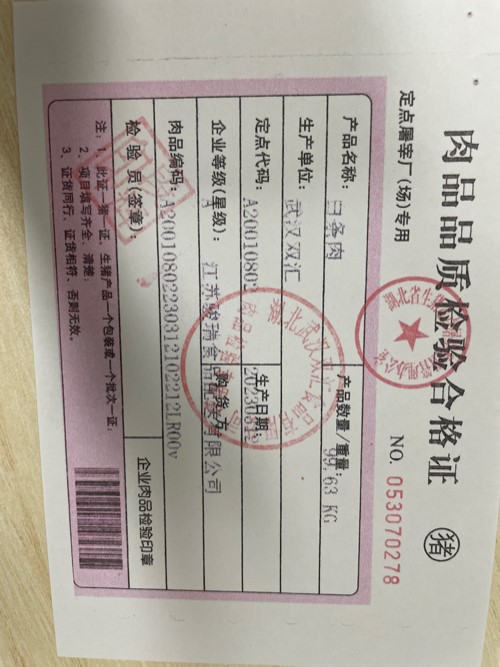 肉品品质检验合格证 猪
定点屠宰厂(场)专用 NO. 053070278
产品名称: 白条肉 产品数量/重量: 99.63 KG
生产单位: 武汉双汇
定点代码: A20010802 生产日期:
企业等级(星级): 购货方
肉品编码: A20010802230312102212LR00v
检验员(签章): 企业肉品检验印章
注: 1、此证一猪一证,生猪产品一个包装或一个批次一证;
2、项目填写齐全、清楚;
3、证货同行、证货相符、否则无效。